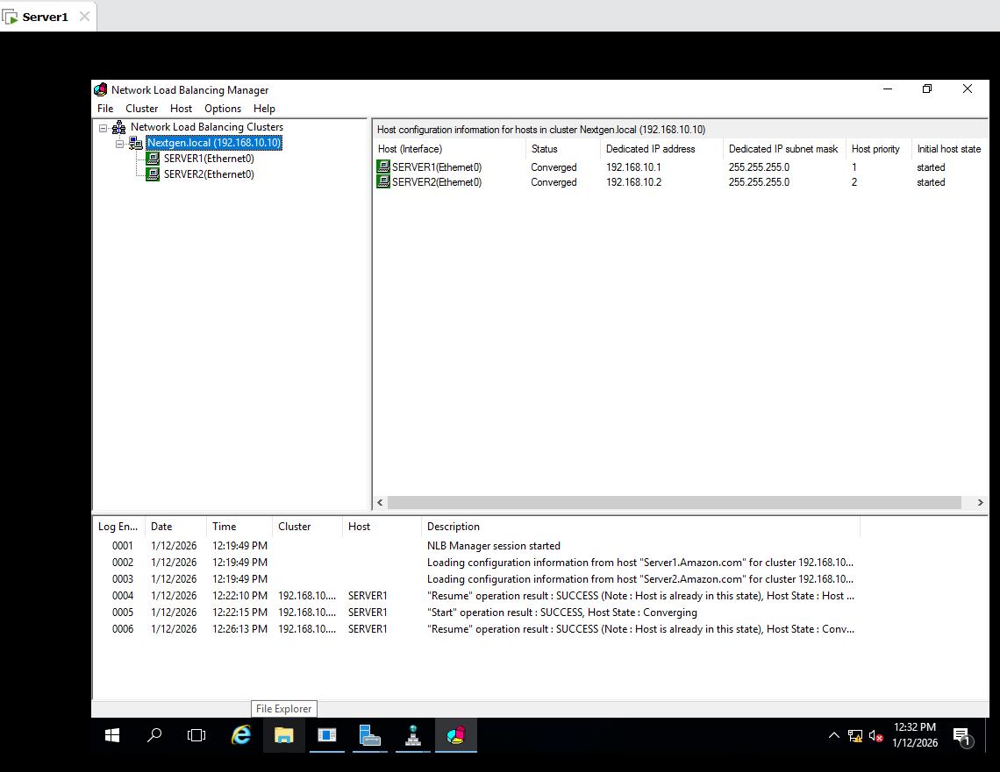 Server1
Network Load Balancing Manager
File Cluster Host Options Help
Network Load Balancing Clusters
Nextgen.local (192.168.10.10)
SERVER1(Ethernet0)
SERVER2(Ethernet0)
Host configuration information for hosts in cluster Nextgen.local (192.168.10.10)
Host (Interface) Status Dedicated IP address Dedicated IP subnet mask Host priority Initial host state
SERVER1(Ethernet0) Converged 192.168.10.1 255.255.255.0 1 started
SERVER2(Ethernet0) Converged 192.168.10.2 255.255.255.0 2 started
Log En... Date Time Cluster Host Description
0001 1/12/2026 12:19:49 PM NLB Manager session started
0002 1/12/2026 12:19:49 PM Loading configuration information from host "Server1.Amazon.com" for cluster 192.168.10...
0003 1/12/2026 12:19:49 PM Loading configuration information from host "Server2.Amazon.com" for cluster 192.168.10...
0004 1/12/2026 12:22:10 PM 192.168.10.... SERVER1 "Resume" operation result : SUCCESS (Note : Host is already in this state), Host State : Host ...
0005 1/12/2026 12:22:15 PM 192.168.10.... SERVER1 "Start" operation result : SUCCESS, Host State : Converging
0006 1/12/2026 12:26:13 PM 192.168.10.... SERVER1 "Resume" operation result : SUCCESS (Note : Host is already in this state), Host State : Conv...
File Explorer
12:32 PM
1/12/2026
1